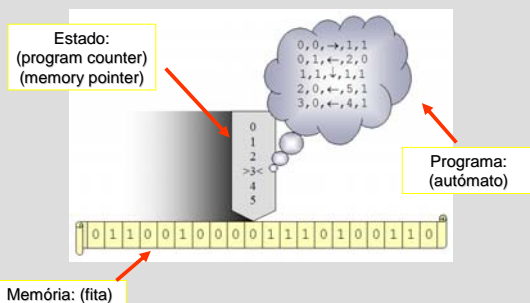 Estado:
(program counter)
(memory pointer)
0,0,→,1,1
0,1,←,2,0
1,1,↓,1,1
2,0,←,5,1
3,0,←,4,1
0
1
2
>3<
4
5
Programa:
(autómato)
0 1 1 0 0 1 0 0 0 0 1 1 1 0 1 0 0 1 1 0
Memória: (fita)